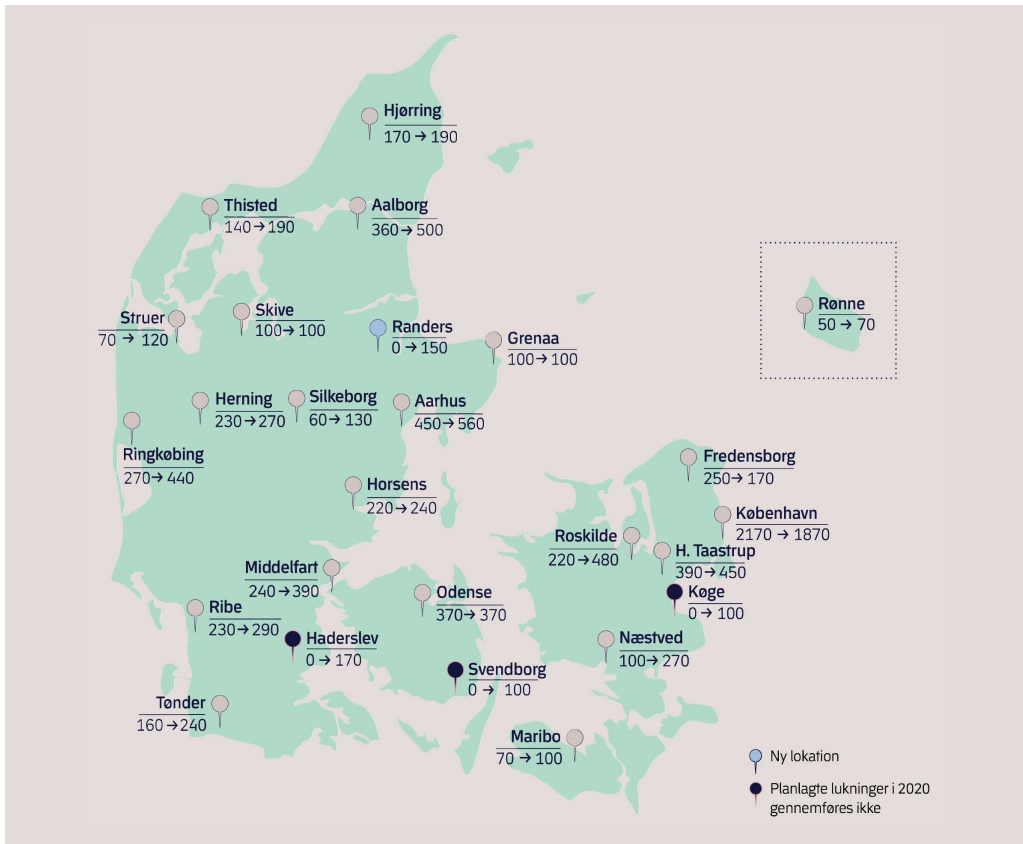 Hjørring
170 → 190
Thisted
140 → 190
Aalborg
360 → 500
Rønne
50 → 70
Struer
70 → 120
Skive
100 → 100
Randers
0 → 150
Grenaa
100 → 100
Herning
230 → 270
Silkeborg
60 → 130
Aarhus
450 → 560
Ringkøbing
270 → 440
Fredensborg
250 → 170
Horsens
220 → 240
København
2170 → 1870
Roskilde
220 → 480
H. Taastrup
390 → 450
Middelfart
240 → 390
Odense
370 → 370
Køge
0 → 100
Ribe
230 → 290
Haderslev
0 → 170
Næstved
100 → 270
Svendborg
0 → 100
Tønder
160 → 240
Maribo
70 → 100
Ny lokation
Planlagte lukninger i 2020
gennemføres ikke